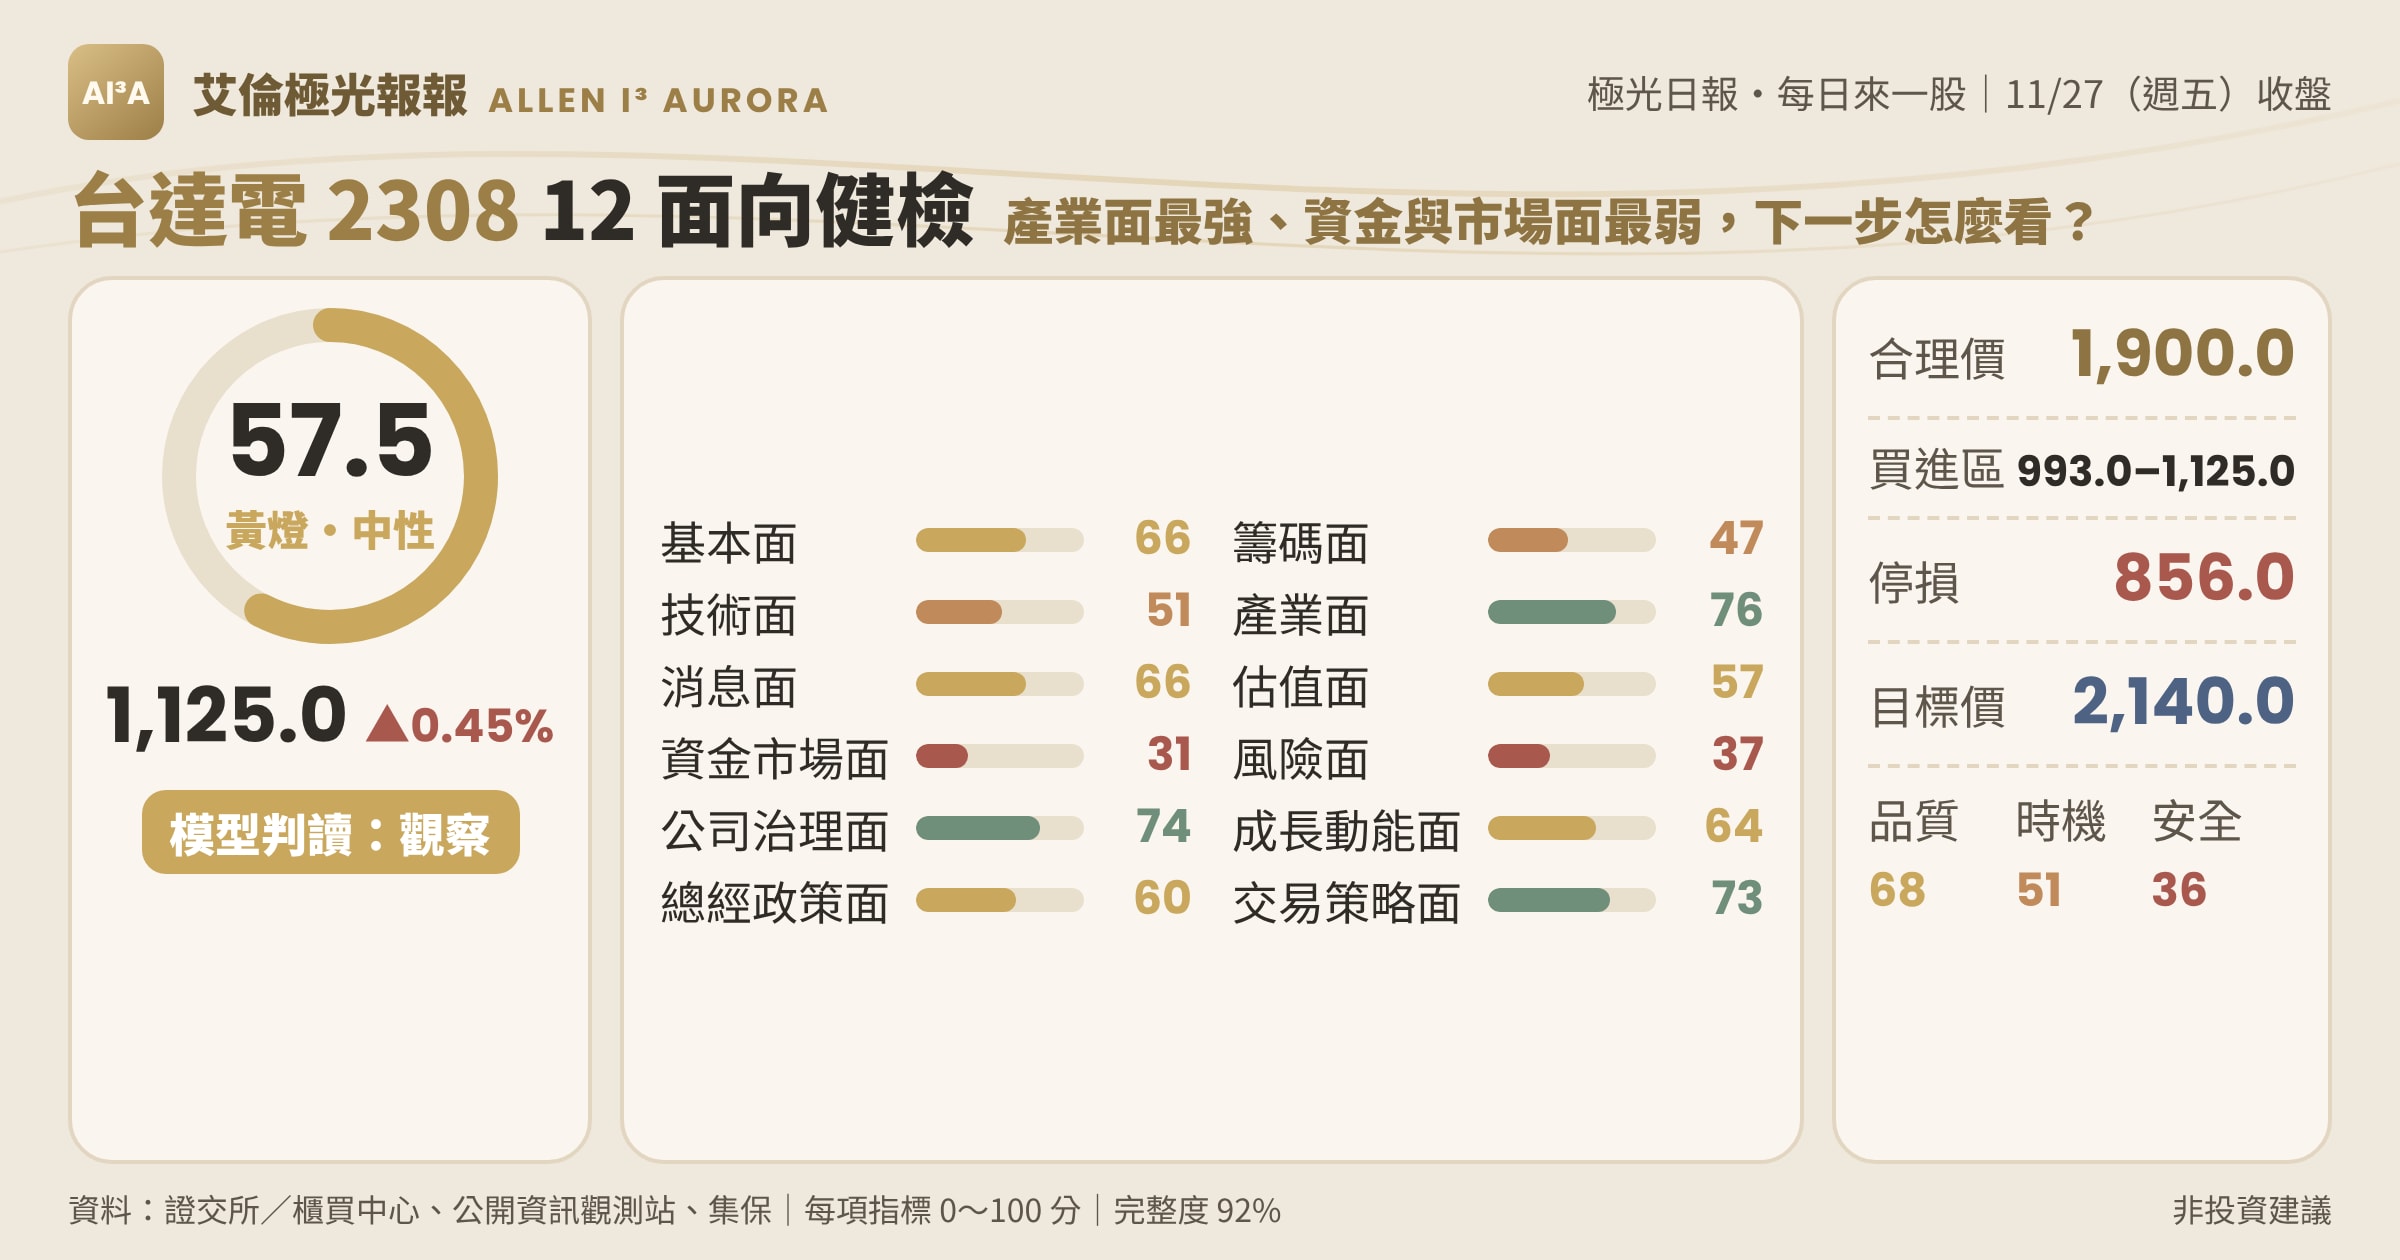 AI³A
艾倫極光報報 ALLEN I³ AURORA
極光日報・每日來一股｜11/27（週五）收盤
台達電 2308 12 面向健檢 產業面最強、資金與市場面最弱，下一步怎麼看？
57.5
黃燈・中性
1,125.0 ▲0.45%
模型判讀：觀察
基本面 66
籌碼面 47
技術面 51
產業面 76
消息面 66
估值面 57
資金市場面 31
風險面 37
公司治理面 74
成長動能面 64
總經政策面 60
交易策略面 73
合理價 1,900.0
買進區 993.0–1,125.0
停損 856.0
目標價 2,140.0
品質 時機 安全
68 51 36
資料：證交所／櫃買中心、公開資訊觀測站、集保｜每項指標 0～100 分｜完整度 92%
非投資建議